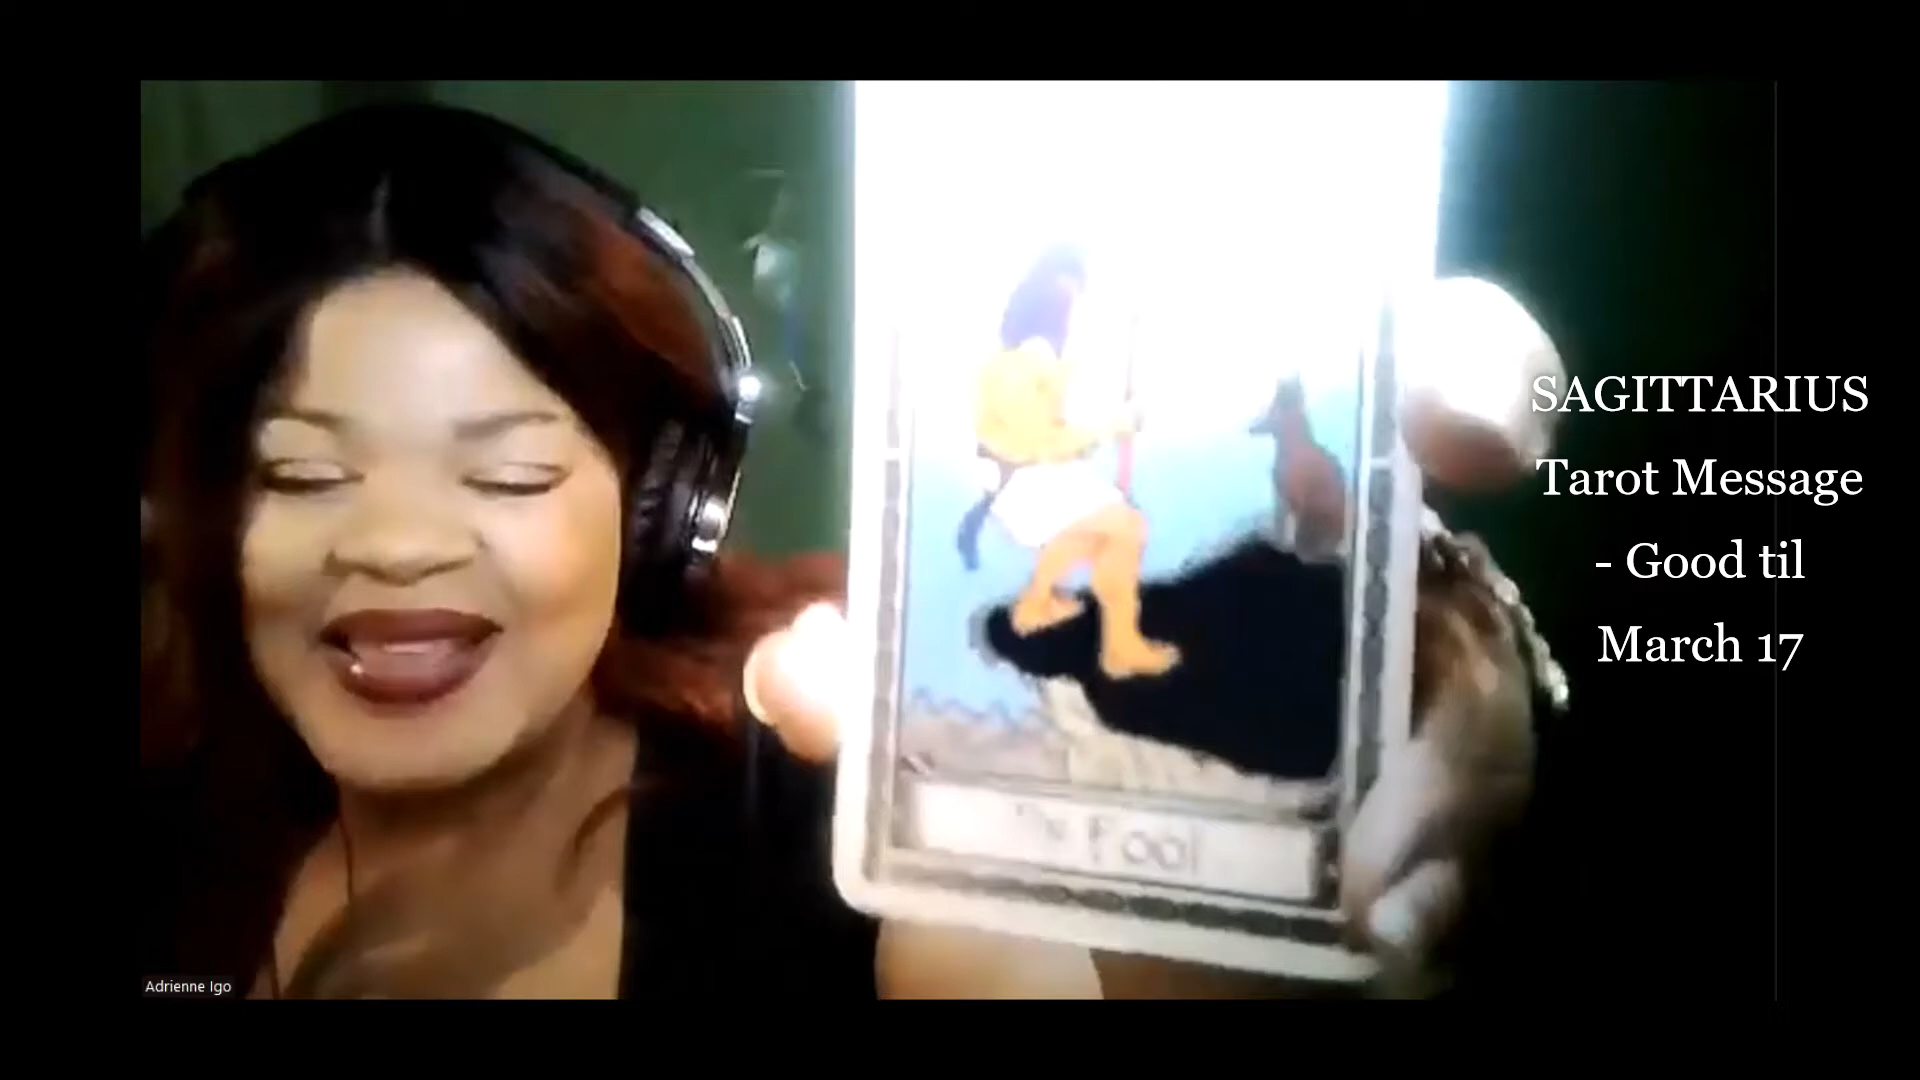 SAGITTARIUS
Tarot Message
- Good til
March 17
The Fool
Adrienne Igo